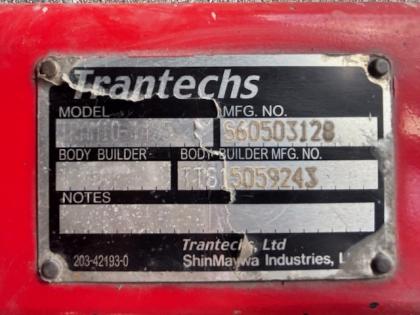 Trantechs
MODEL MFG. NO.
S60503128
BODY BUILDER BODY BUILDER MFG. NO.
TTS15059243
NOTES
Trantechs, Ltd
203-42193-0 ShinMaywa Industries, L